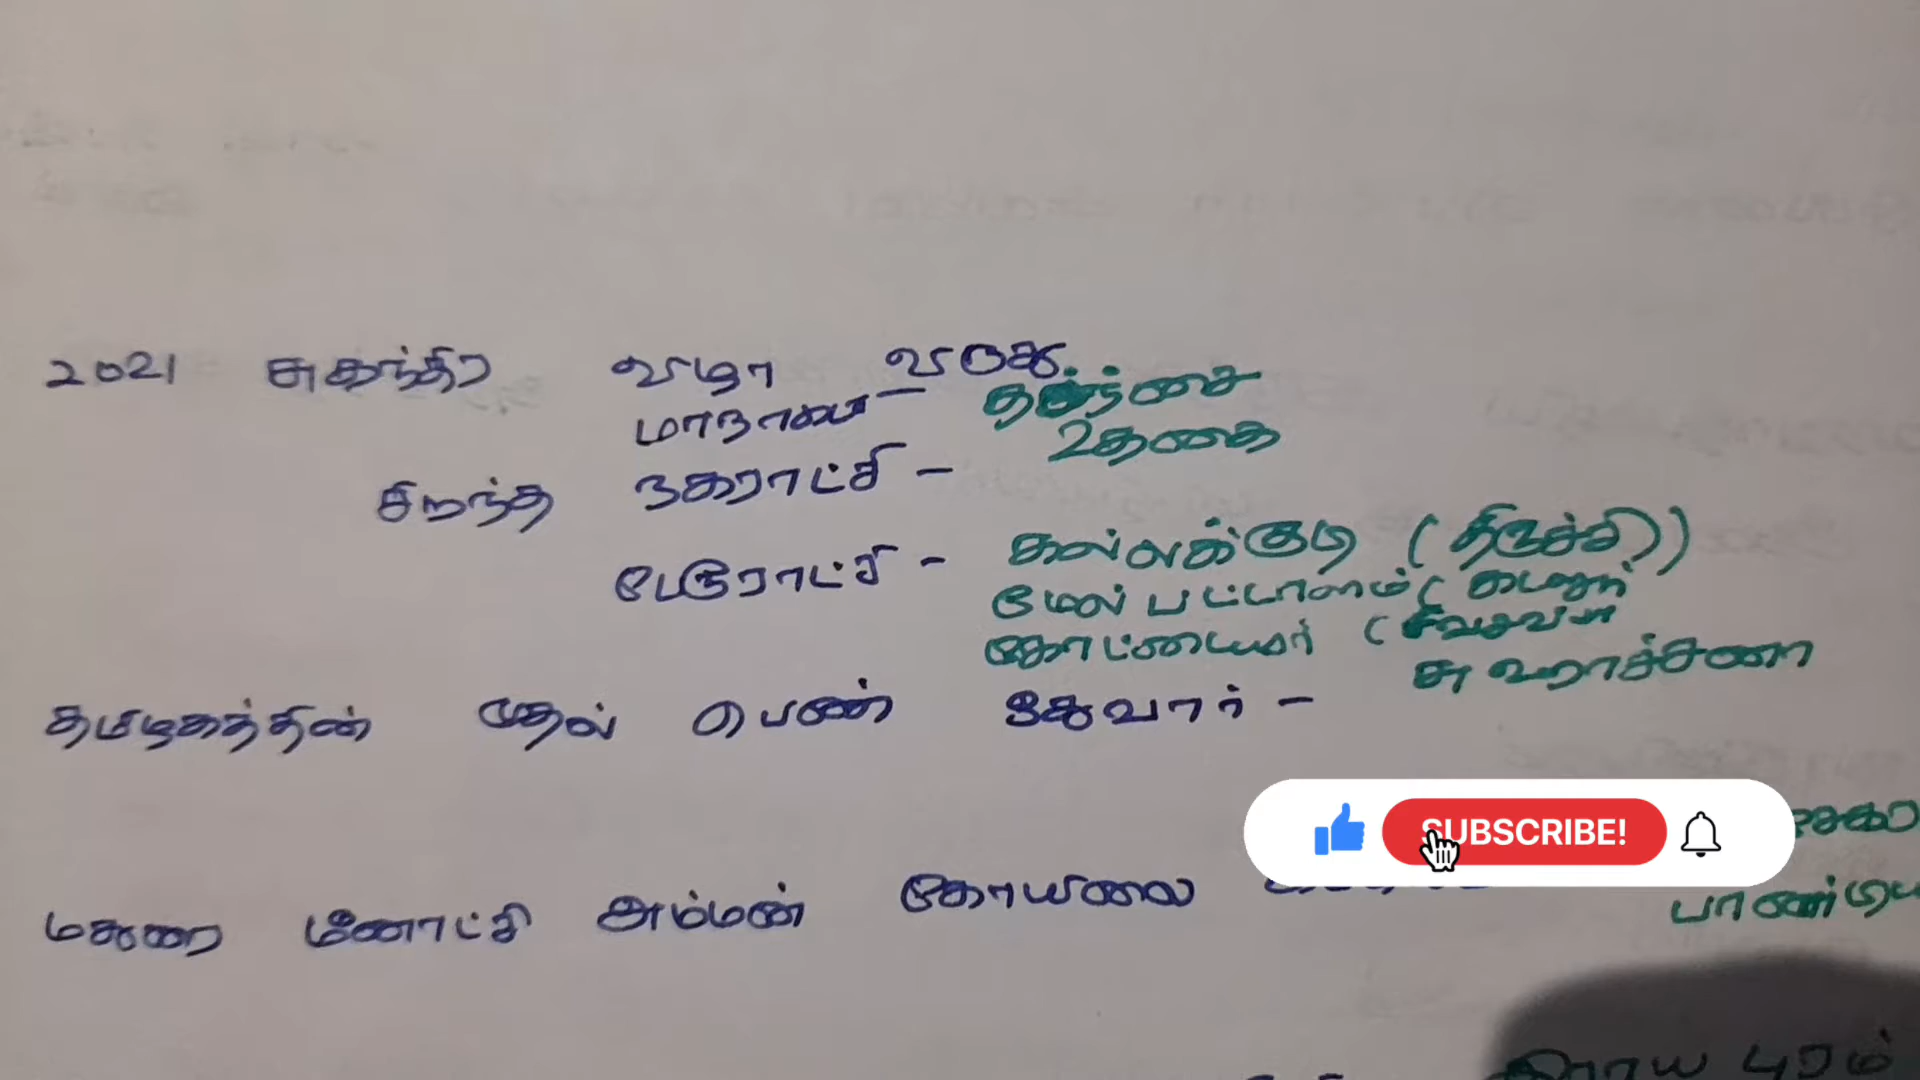 2021 சுதந்திர விழா விருது
மாநகர - தஞ்சை
சிறந்த நகராட்சி - உதகை
பேரூராட்சி - கல்லக்குடி (திருச்சி)
மேல் பட்டாளம் ( கடலூர்
கோட்டையூர் ( சிவகங்கை
தமிழகத்தின் முதல் பெண் ஓதுவார் - சுஹாஞ்சனா
SUBSCRIBE!
மதுரை மீனாட்சி அம்மன் கோயிலை